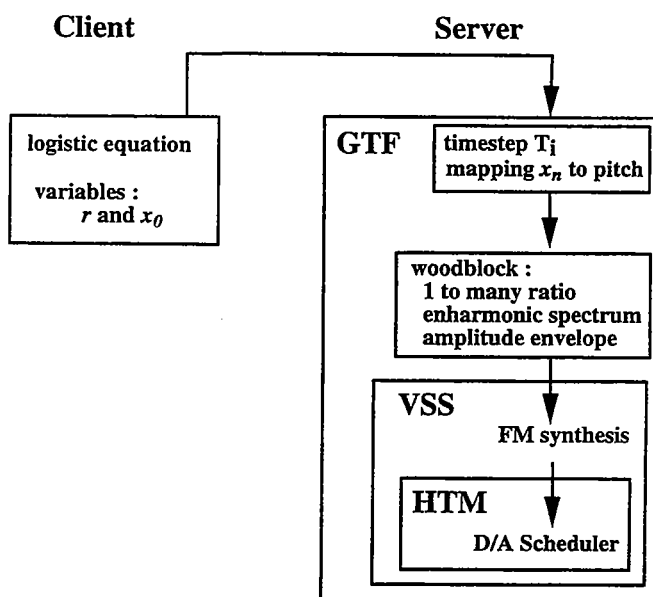 Client
Server
logistic equation
variables :
r and x0
GTF
timestep Ti
mapping xn to pitch
woodblock :
1 to many ratio
enharmonic spectrum
amplitude envelope
VSS
FM synthesis
HTM
D/A Scheduler